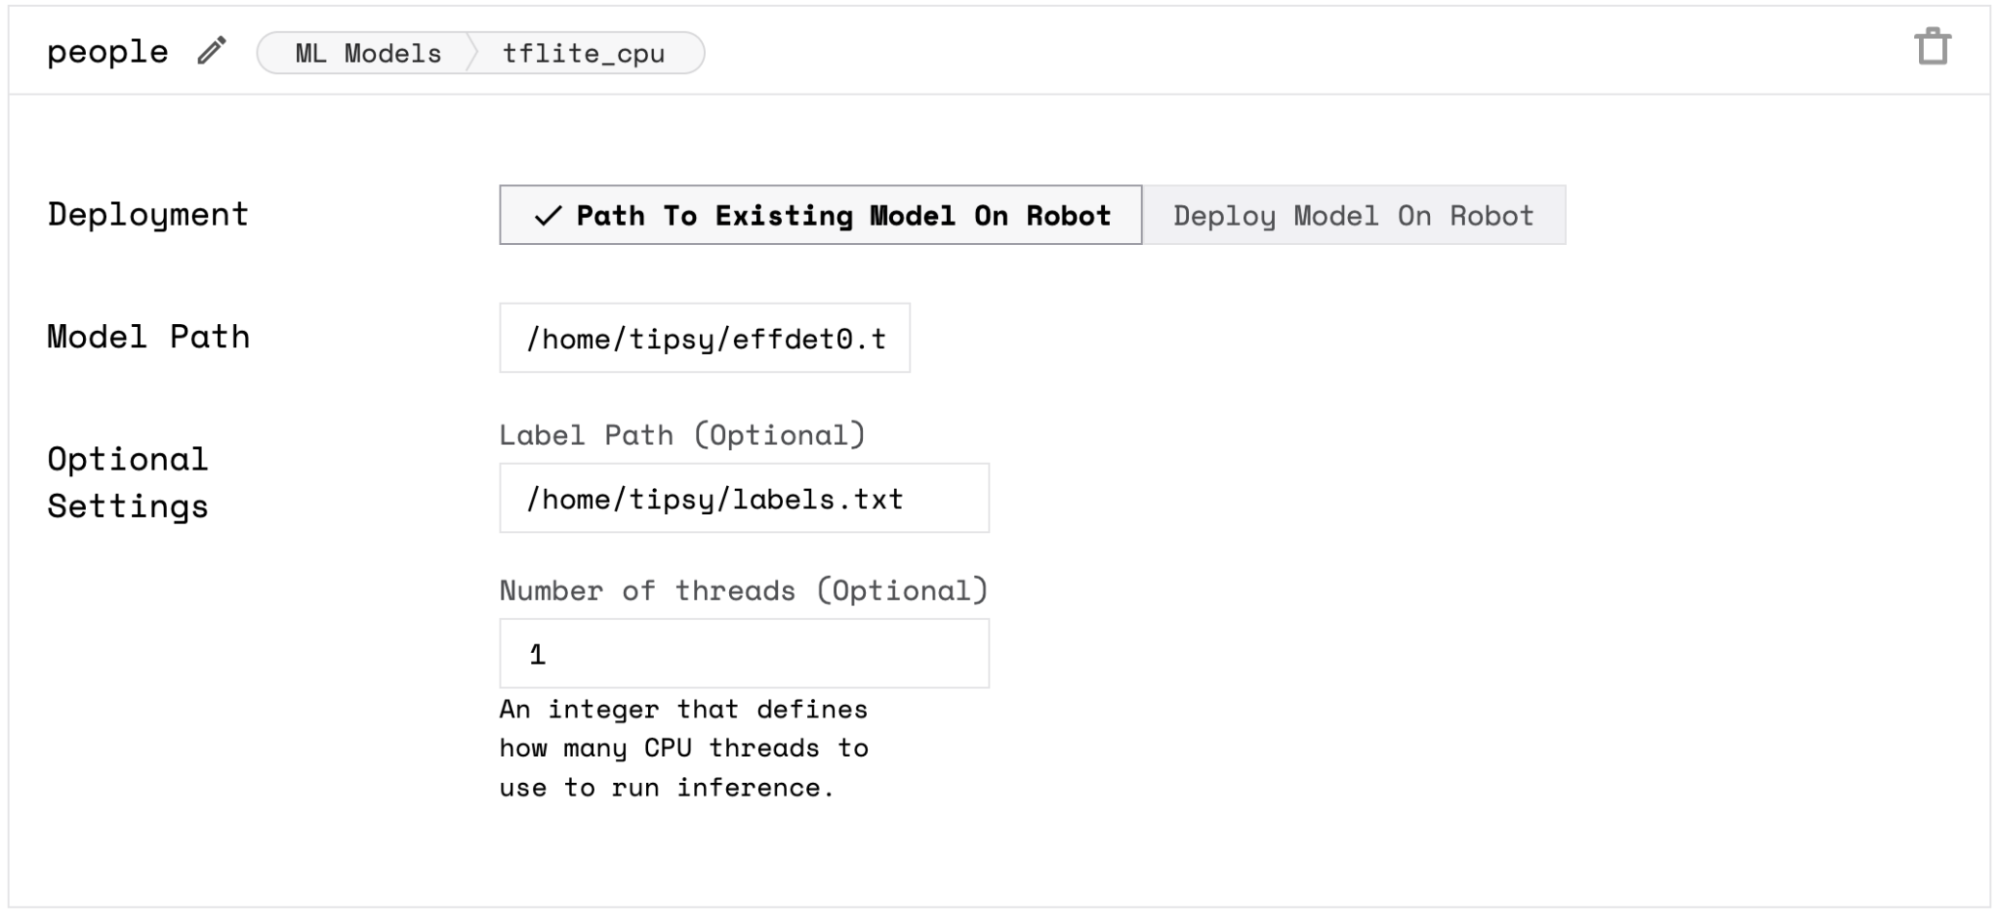 people ML Models tflite_cpu
Deployment Path To Existing Model On Robot Deploy Model On Robot
Model Path /home/tipsy/effdet0.t
Label Path (Optional)
Optional
Settings
/home/tipsy/labels.txt
Number of threads (Optional)
1
An integer that defines
how many CPU threads to
use to run inference.